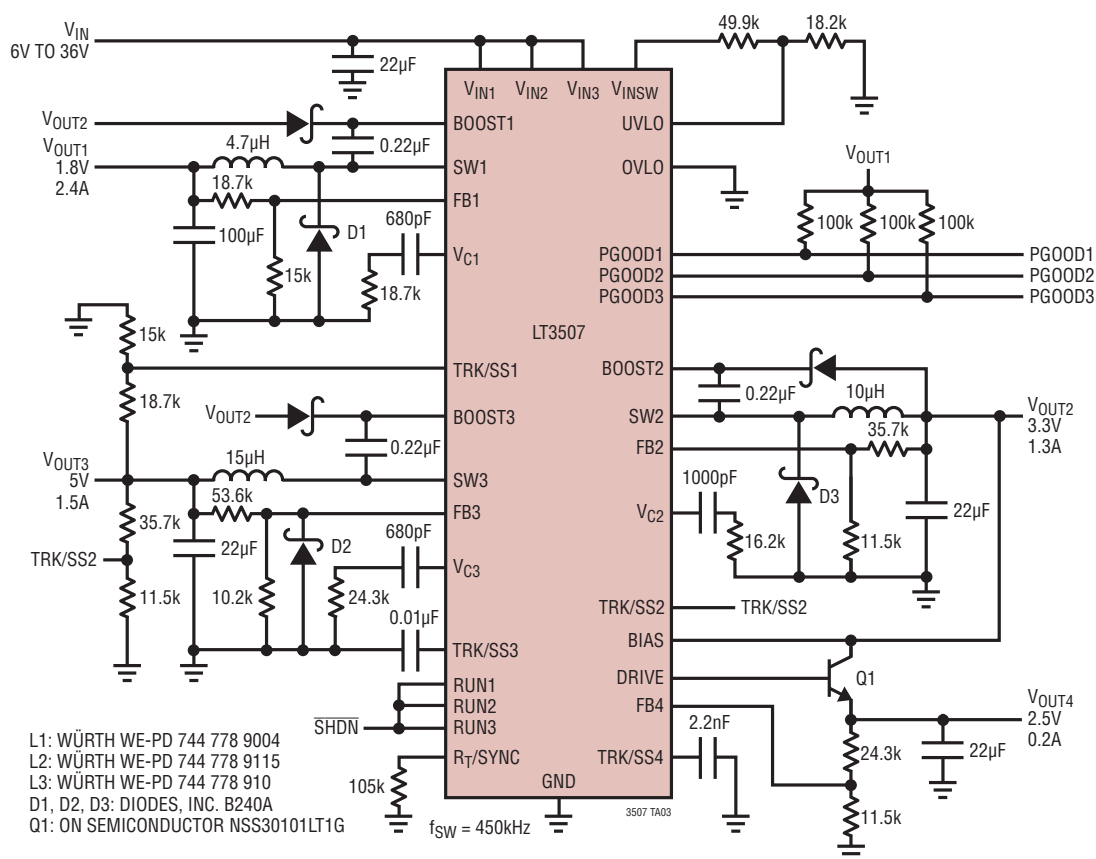 VIN
6V TO 36V
22µF
49.9k
18.2k
VIN1
VIN2
VIN3
VINSW
VOUT2
BOOST1
UVLO
0.22µF
VOUT1
1.8V
2.4A
4.7µH
SW1
OVLO
VOUT1
18.7k
FB1
100k
100k
100k
100µF
D1
680pF
15k
VC1
18.7k
PGOOD1
PGOOD1
PGOOD2
PGOOD2
PGOOD3
PGOOD3
LT3507
15k
TRK/SS1
BOOST2
18.7k
0.22µF
10µH
VOUT2
BOOST3
SW2
VOUT2
3.3V
1.3A
0.22µF
35.7k
FB2
VOUT3
5V
1.5A
15µH
SW3
1000pF
D3
53.6k
FB3
VC2
22µF
35.7k
22µF
D2
680pF
16.2k
11.5k
TRK/SS2
VC3
11.5k
10.2k
24.3k
0.01µF
TRK/SS2
TRK/SS2
TRK/SS3
BIAS
DRIVE
Q1
RUN1
RUN2
RUN3
SHDN
FB4
VOUT4
2.5V
0.2A
2.2nF
24.3k
22µF
RT/SYNC
TRK/SS4
105k
GND
11.5k
3507 TA03
fSW = 450kHz
L1: WÜRTH WE-PD 744 778 9004
L2: WÜRTH WE-PD 744 778 9115
L3: WÜRTH WE-PD 744 778 910
D1, D2, D3: DIODES, INC. B240A
Q1: ON SEMICONDUCTOR NSS30101LT1G